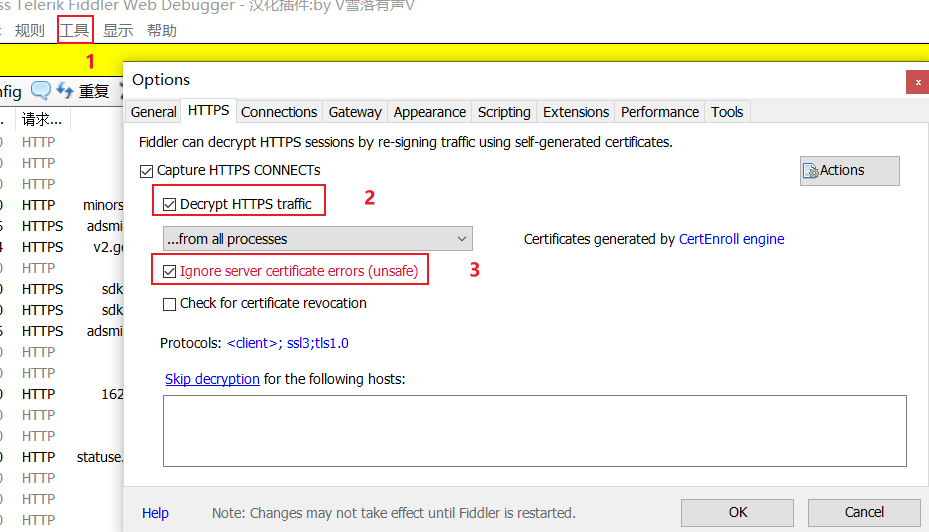 ss Telerik Fiddler Web Debugger - 汉化插件:by V雪落有声V
规则 工具 显示 帮助
1
nfig 重复
Options
x
General HTTPS Connections Gateway Appearance Scripting Extensions Performance Tools
Fiddler can decrypt HTTPS sessions by re-signing traffic using self-generated certificates.
Capture HTTPS CONNECTs
Actions
Decrypt HTTPS traffic
2
...from all processes
Certificates generated by CertEnroll engine
Ignore server certificate errors (unsafe)
3
Check for certificate revocation
Protocols: <client>; ssl3;tls1.0
Skip decryption for the following hosts:
Help
Note: Changes may not take effect until Fiddler is restarted.
OK
Cancel
请求...
HTTP
HTTP
HTTP
HTTP minors
HTTPS adsmi
HTTPS v2.ge
HTTP
HTTPS sdk
HTTPS sdk
HTTPS adsmi
HTTP
HTTP
HTTP 162
HTTP
HTTP
HTTP statuse.
HTTP
HTTP
HTTP